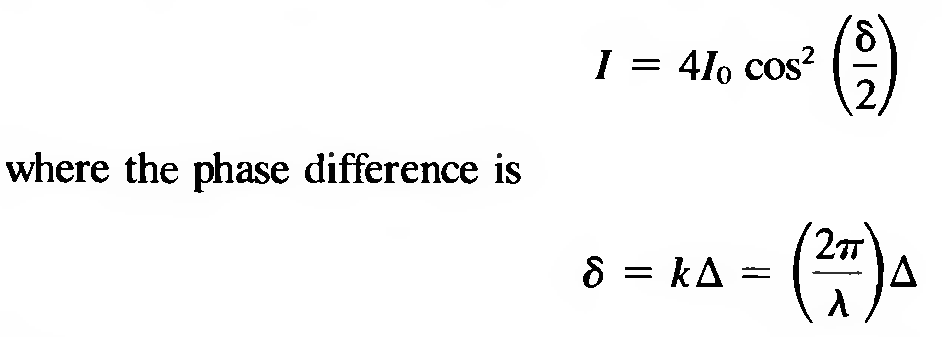 I = 4I₀ cos² (δ/2)
where the phase difference is
δ = kΔ = (2π/λ)Δ